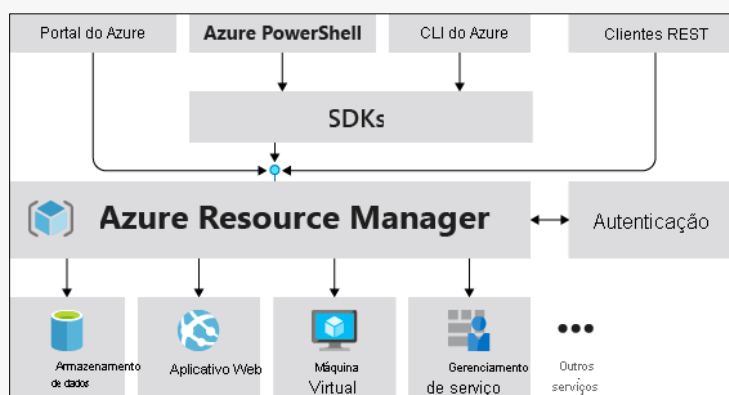 Portal do Azure
Azure PowerShell
CLI do Azure
Clientes REST
SDKs
Azure Resource Manager
Autenticação
Armazenamento
de dados
Aplicativo Web
Máquina
Virtual
Gerenciamento
de serviço
Outros
serviços